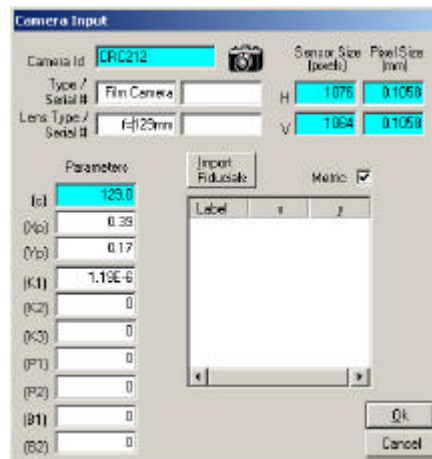 Camera Input
Camera Id CRC212
Sensor Size (pixels) Pixel Size (mm)
Type / Serial # Film Camera
H 1076 0.1058
Lens Type / Serial # f=129mm
V 1064 0.1058
Parameters
Import Fiducials
Metric
(c) 129.0
Label x y
(Xp) 0.39
(Yp) 0.17
(K1) 1.19E-6
(K2) 0
(K3) 0
(P1) 0
(P2) 0
(B1) 0
(B2) 0
Ok
Cancel